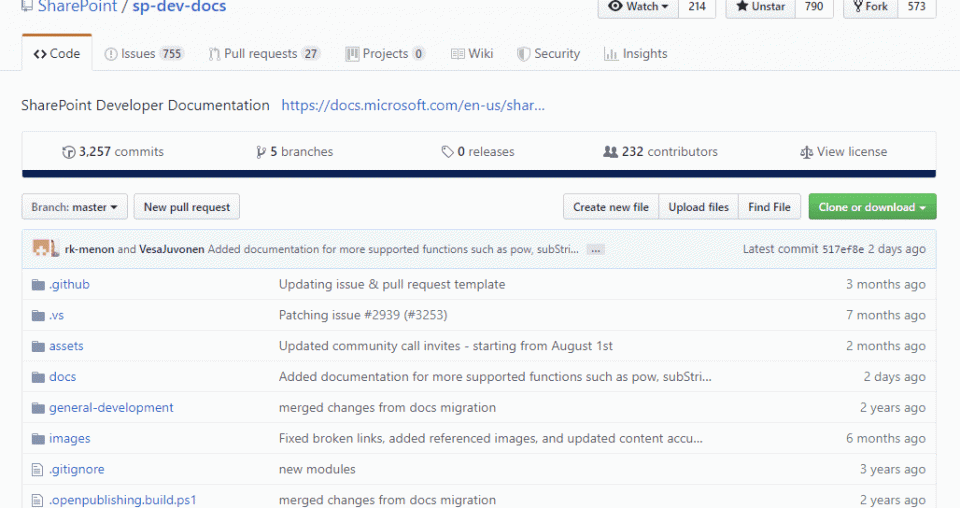 SharePoint / sp-dev-docs Watch 214 Unstar 790 Fork 573
Code Issues 755 Pull requests 27 Projects 0 Wiki Security Insights
SharePoint Developer Documentation https://docs.microsoft.com/en-us/shar...
3,257 commits 5 branches 0 releases 232 contributors View license
Branch: master New pull request Create new file Upload files Find File Clone or download
rk-menon and VesaJuvonen Added documentation for more supported functions such as pow, subStri... ... Latest commit 517ef8e 2 days ago
.github Updating issue & pull request template 3 months ago
.vs Patching issue #2939 (#3253) 7 months ago
assets Updated community call invites - starting from August 1st 2 months ago
docs Added documentation for more supported functions such as pow, subStri... 2 days ago
general-development merged changes from docs migration 2 years ago
images Fixed broken links, added referenced images, and updated content accu... 6 months ago
.gitignore new modules 3 years ago
.openpublishing.build.ps1 merged changes from docs migration 2 years ago